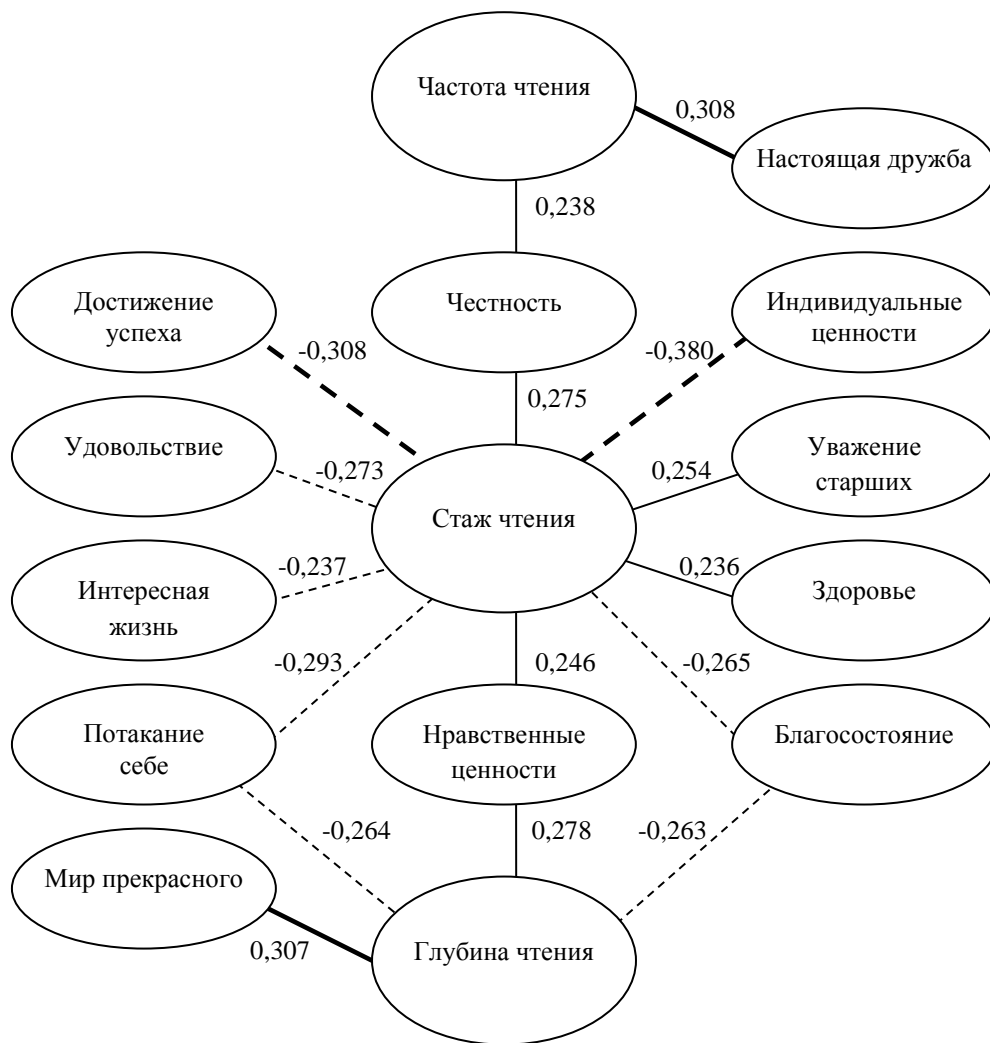 Частота чтения
0,308
Настоящая дружба
0,238
Достижение
успеха
Честность
Индивидуальные
ценности
-0,308
-0,380
0,275
Удовольствие
Уважение
старших
-0,273
0,254
Стаж чтения
-0,237
0,236
Интересная
жизнь
Здоровье
-0,293
0,246
-0,265
Потакание
себе
Нравственные
ценности
Благосостояние
-0,264
0,278
-0,263
Мир прекрасного
0,307
Глубина чтения